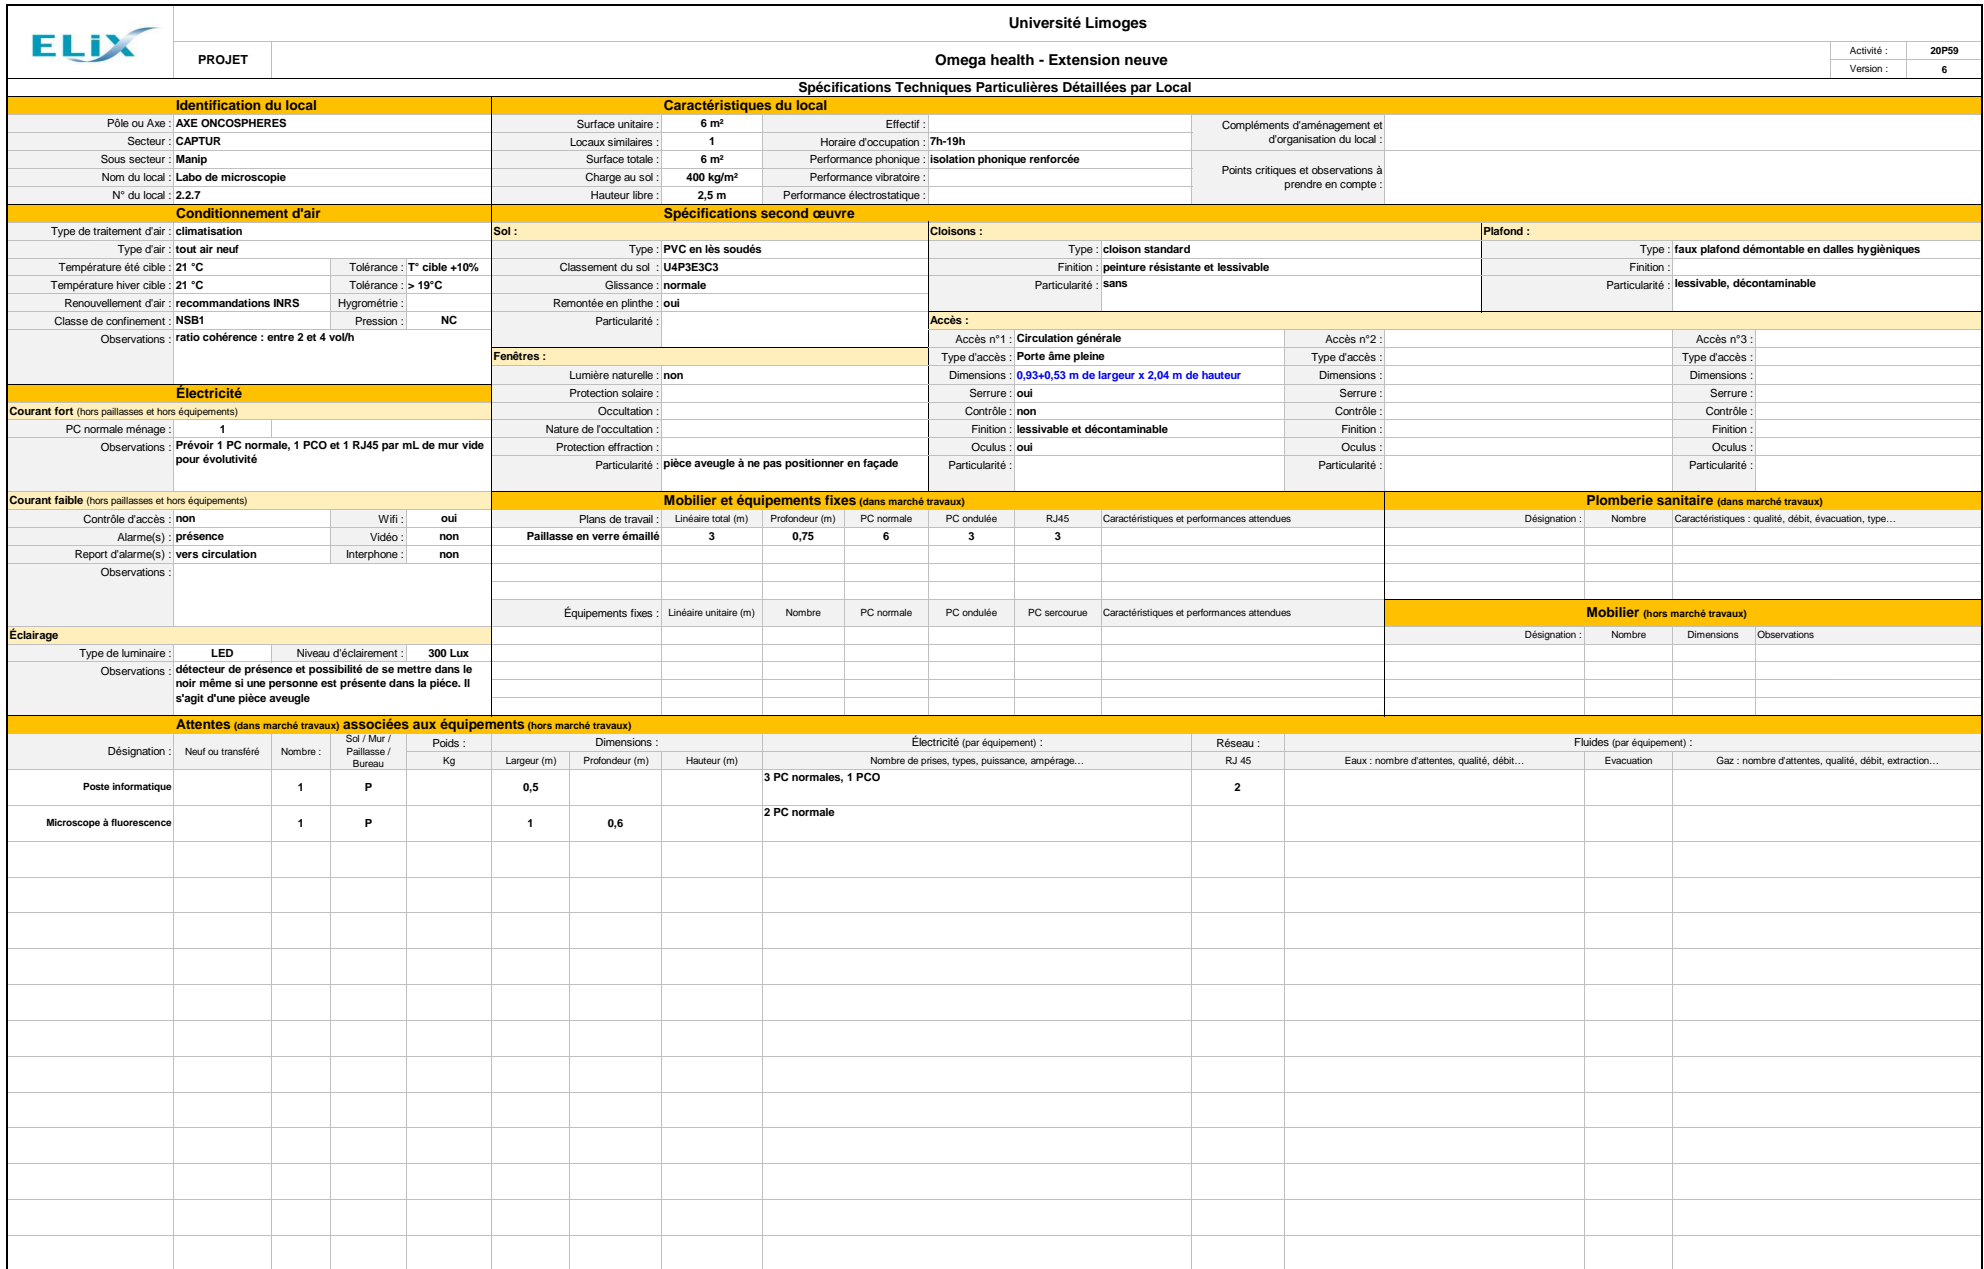 ELiX
Université Limoges
PROJET
Omega health - Extension neuve
Activité : 20P59
Version : 6
Spécifications Techniques Particulières Détaillées par Local
Identification du local
Pôle ou Axe : AXE ONCOSPHERES
Secteur : CAPTUR
Sous secteur : Manip
Nom du local : Labo de microscopie
N° du local : 2.2.7
Caractéristiques du local
Surface unitaire : 6 m²
Locaux similaires : 1
Surface totale : 6 m²
Charge au sol : 400 kg/m²
Hauteur libre : 2,5 m
Effectif :
Horaire d'occupation : 7h-19h
Performance phonique : isolation phonique renforcée
Performance vibratoire :
Performance électrostatique :
Compléments d'aménagement et
d'organisation du local :
Points critiques et observations à
prendre en compte :
Conditionnement d'air
Type de traitement d'air : climatisation
Type d'air : tout air neuf
Température été cible : 21 °C Tolérance : T° cible +10%
Température hiver cible : 21 °C Tolérance : > 19°C
Renouvellement d'air : recommandations INRS Hygrométrie :
Classe de confinement : NSB1 Pression : NC
Observations : ratio cohérence : entre 2 et 4 vol/h
Spécifications second œuvre
Sol :
Type : PVC en lès soudés
Classement du sol : U4P3E3C3
Glissance : normale
Remontée en plinthe : oui
Particularité :
Cloisons :
Type : cloison standard
Finition : peinture résistante et lessivable
Particularité : sans
Plafond :
Type : faux plafond démontable en dalles hygièniques
Finition :
Particularité : lessivable, décontaminable
Fenêtres :
Lumière naturelle : non
Protection solaire :
Occultation :
Nature de l'occultation :
Protection effraction :
Particularité : pièce aveugle à ne pas positionner en façade
Accès :
Accès n°1 : Circulation générale
Type d'accès : Porte âme pleine
Dimensions : 0,93+0,53 m de largeur x 2,04 m de hauteur
Serrure : oui
Contrôle : non
Finition : lessivable et décontaminable
Oculus : oui
Particularité :
Accès n°2 :
Type d'accès :
Dimensions :
Serrure :
Contrôle :
Finition :
Oculus :
Particularité :
Accès n°3 :
Type d'accès :
Dimensions :
Serrure :
Contrôle :
Finition :
Oculus :
Particularité :
Électricité
Courant fort (hors paillasses et hors équipements)
PC normale ménage : 1
Observations : Prévoir 1 PC normale, 1 PCO et 1 RJ45 par mL de mur vide
pour évolutivité
Courant faible (hors paillasses et hors équipements)
Contrôle d'accès : non Wifi : oui
Alarme(s) : présence Vidéo : non
Report d'alarme(s) : vers circulation Interphone : non
Observations :
Éclairage
Type de luminaire : LED Niveau d'éclairement : 300 Lux
Observations : détecteur de présence et possibilité de se mettre dans le
noir même si une personne est présente dans la piéce. Il
s'agit d'une pièce aveugle
Mobilier et équipements fixes (dans marché travaux)
Plans de travail : Linéaire total (m) Profondeur (m) PC normale PC ondulée RJ45 Caractéristiques et performances attendues
Paillasse en verre émaillé 3 0,75 6 3 3
Équipements fixes : Linéaire unitaire (m) Nombre PC normale PC ondulée PC sercourue Caractéristiques et performances attendues
Plomberie sanitaire (dans marché travaux)
Désignation : Nombre Caractéristiques : qualité, débit, évacuation, type…
Mobilier (hors marché travaux)
Désignation : Nombre Dimensions Observations
Attentes (dans marché travaux) associées aux équipements (hors marché travaux)
Désignation : Neuf ou transféré Nombre :
Sol / Mur /
Paillasse /
Bureau
Poids : Dimensions : Électricité (par équipement) : Réseau : Fluides (par équipement) :
Kg Largeur (m) Profondeur (m) Hauteur (m) Nombre de prises, types, puissance, ampérage… RJ 45 Eaux : nombre d'attentes, qualité, débit… Evacuation Gaz : nombre d'attentes, qualité, débit, extraction…
Poste informatique 1 P 0,5 3 PC normales, 1 PCO 2
Microscope à fluorescence 1 P 1 0,6 2 PC normale